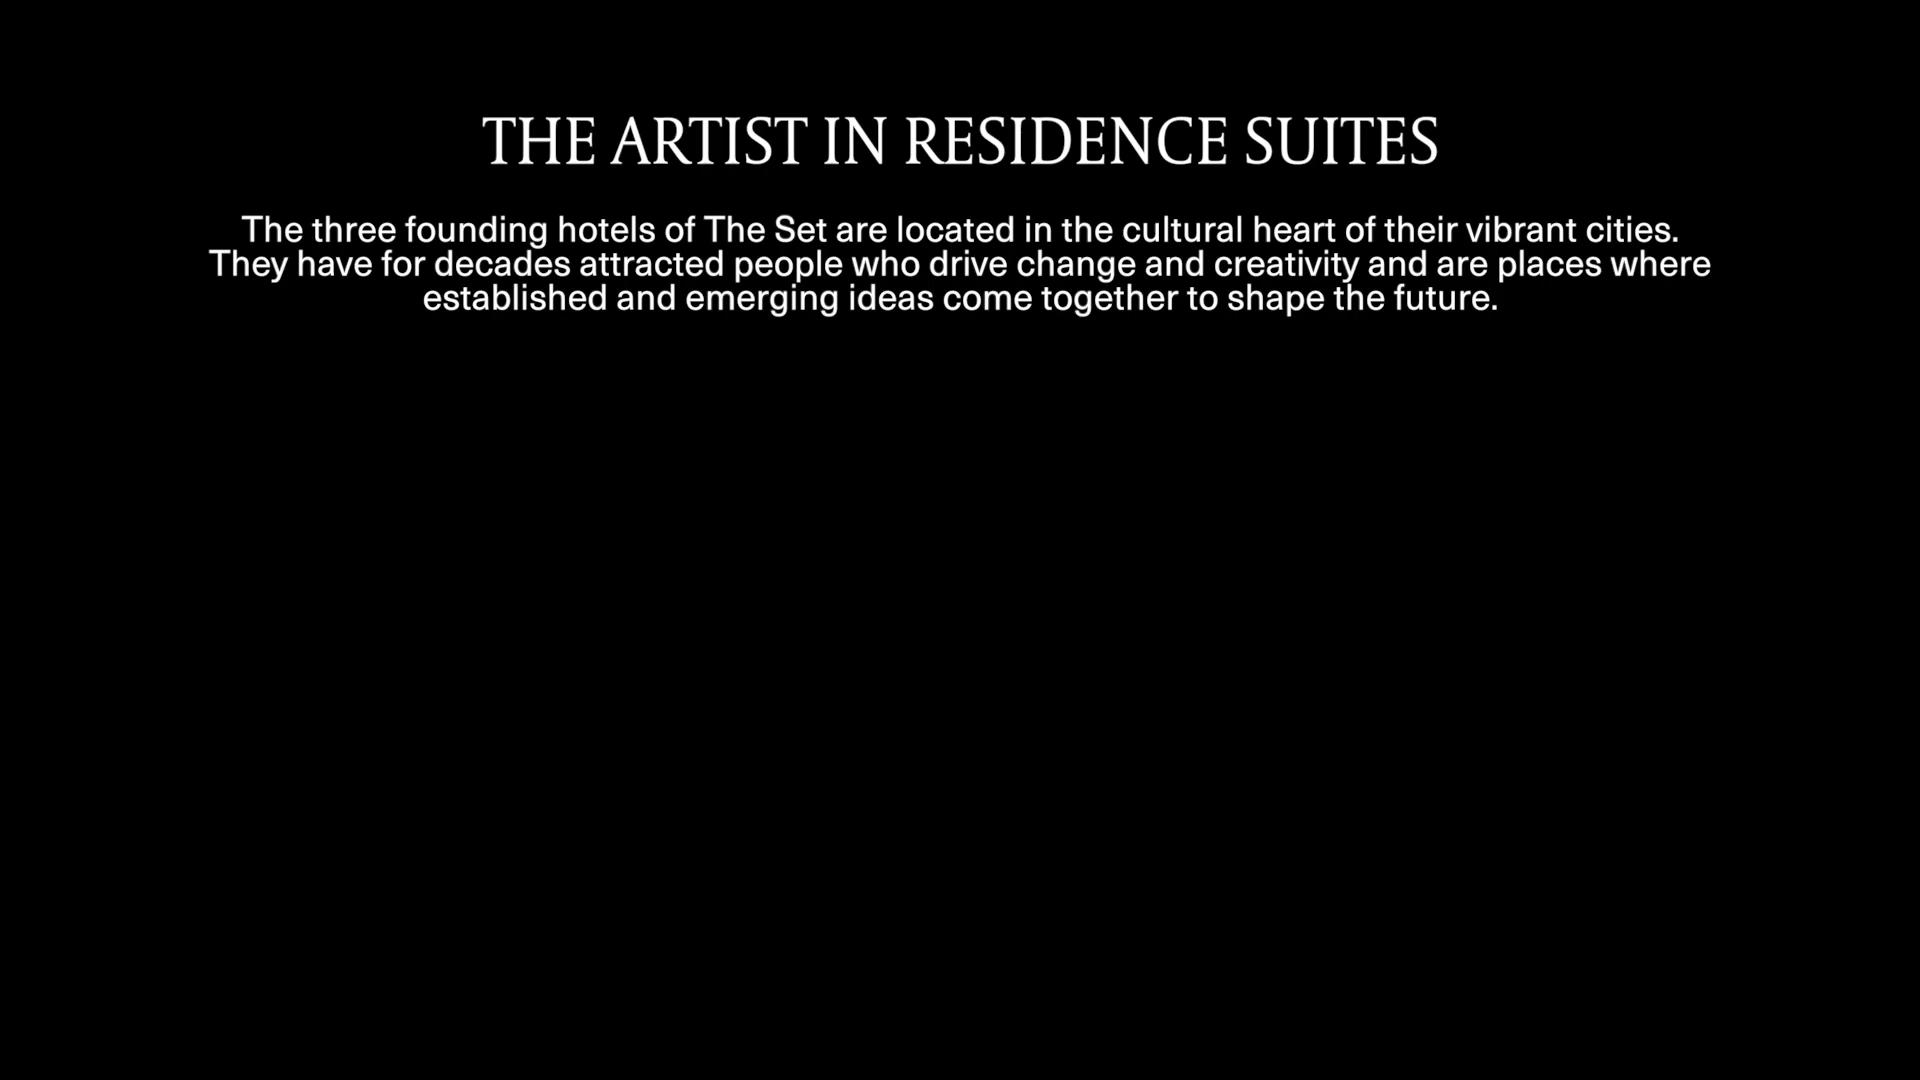 THE ARTIST IN RESIDENCE SUITES
The three founding hotels of The Set are located in the cultural heart of their vibrant cities.
They have for decades attracted people who drive change and creativity and are places where
established and emerging ideas come together to shape the future.